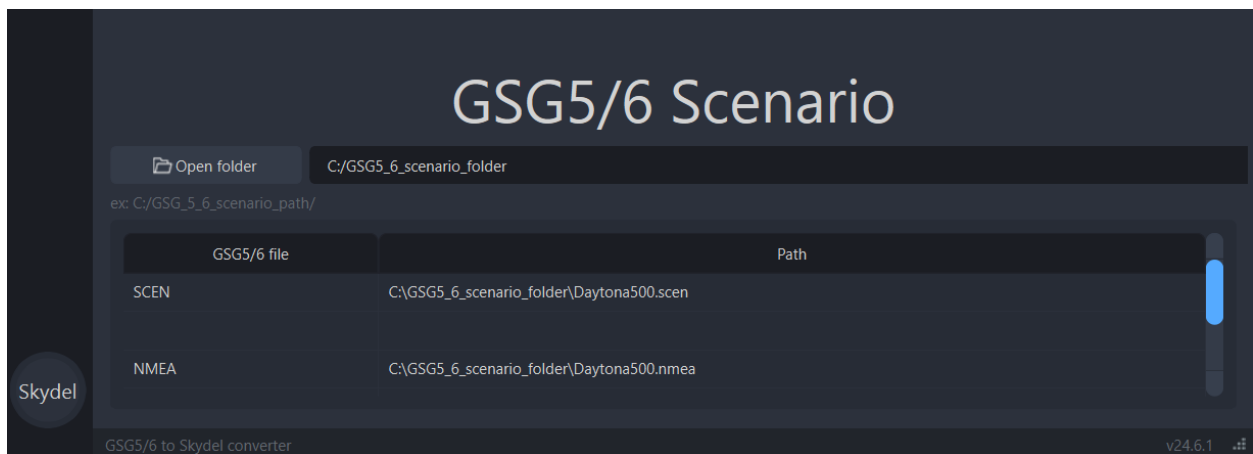 GSG5/6 Scenario
Open folder C:/GSG5_6_scenario_folder
ex: C:/GSG_5_6_scenario_path/
GSG5/6 file Path
SCEN C:\GSG5_6_scenario_folder\Daytona500.scen
NMEA C:\GSG5_6_scenario_folder\Daytona500.nmea
Skydel
GSG5/6 to Skydel converter v24.6.1